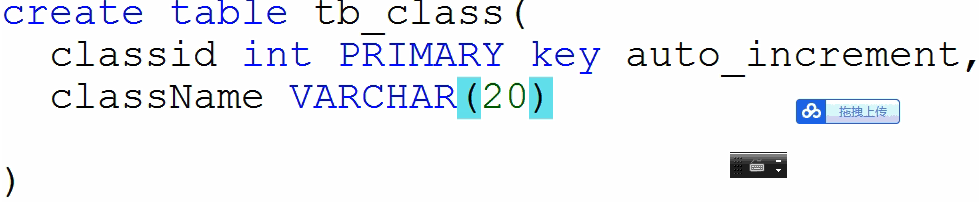 create table tb_class(
classid int PRIMARY key auto_increment,
className VARCHAR(20)
拖拽上传
)